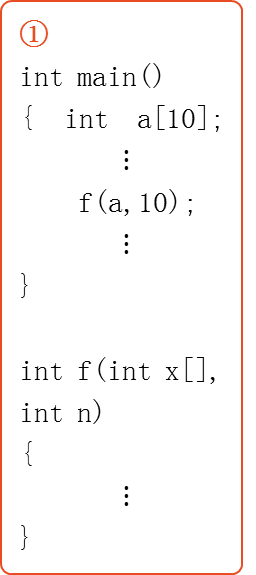 ①
int main()
{  int  a[10];
⋮
f(a,10);
⋮
}
int f(int x[],
int n)
{
⋮
}